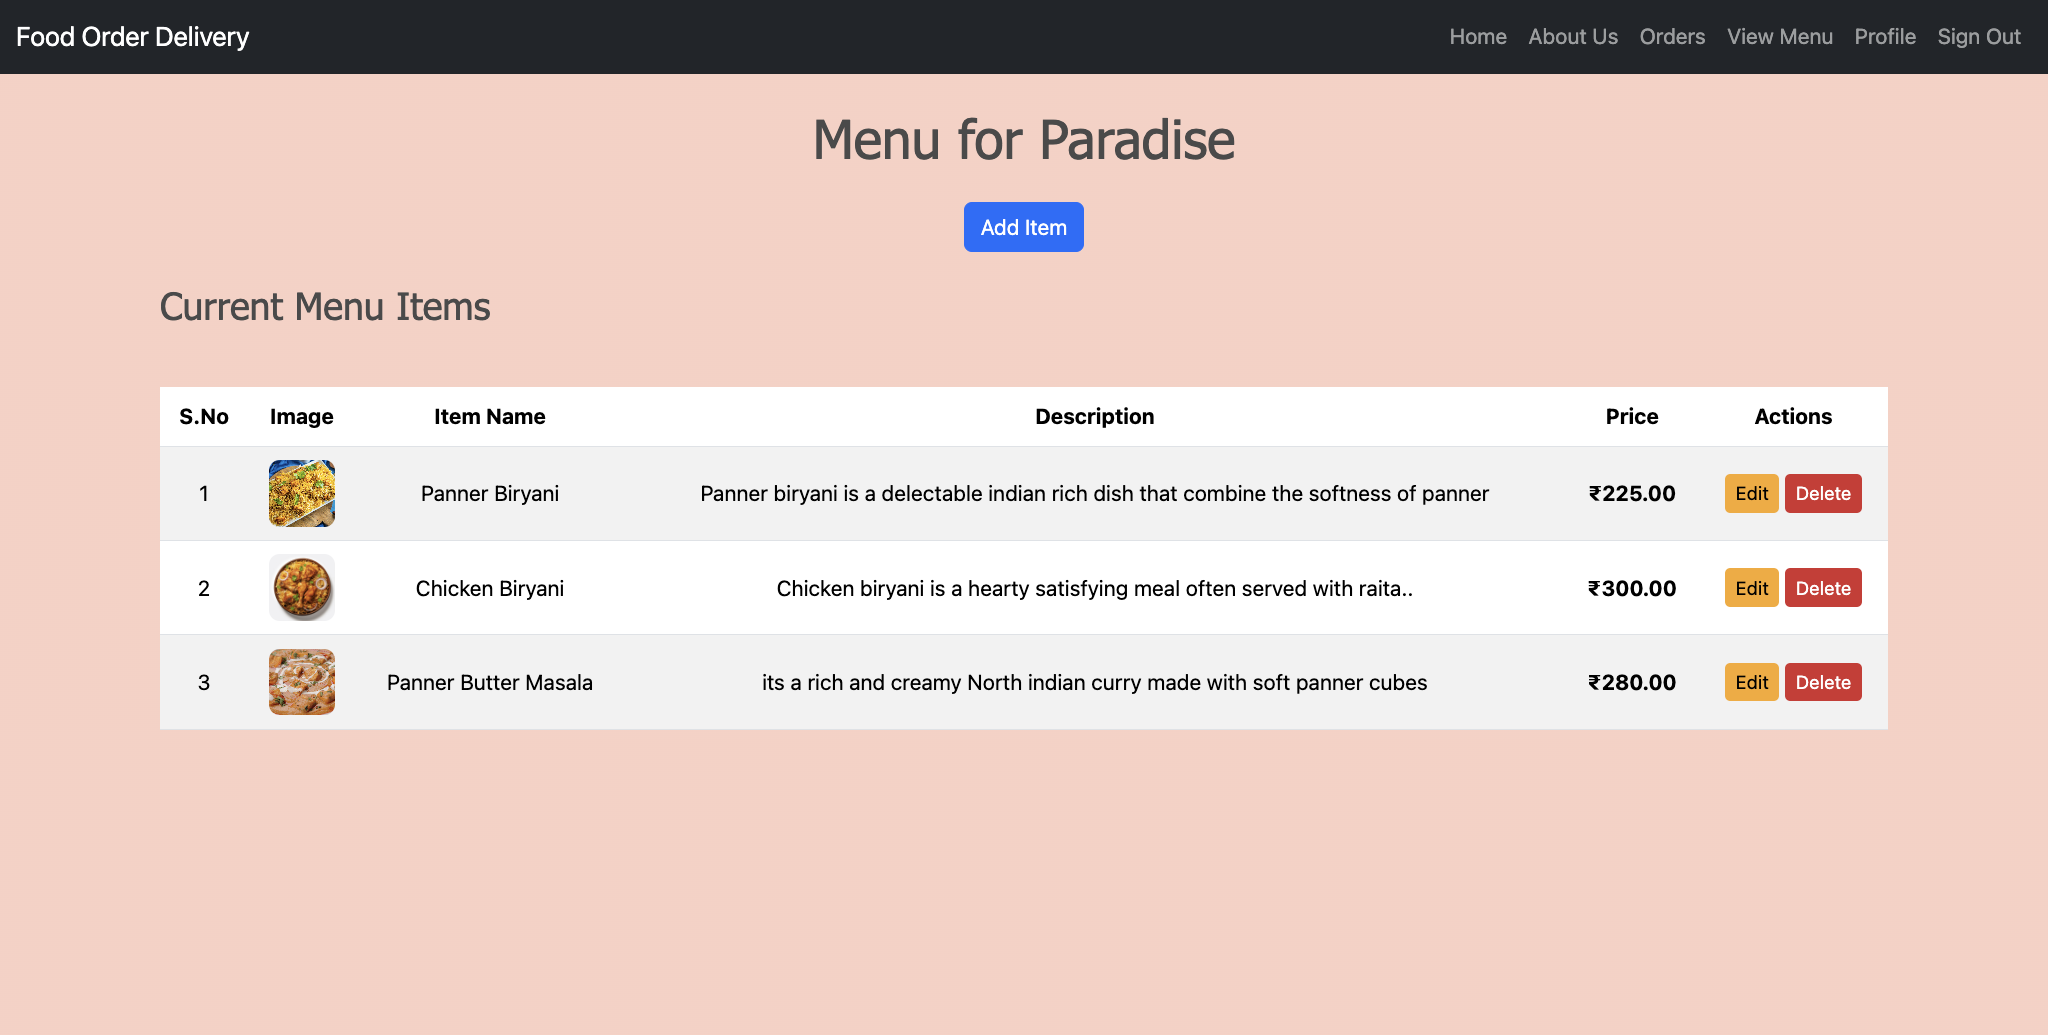 Food Order Delivery Home About Us Orders View Menu Profile Sign Out
Menu for Paradise
Add Item
Current Menu Items
S.No Image Item Name Description Price Actions
1 Panner Biryani Panner biryani is a delectable indian rich dish that combine the softness of panner ₹225.00 Edit Delete
2 Chicken Biryani Chicken biryani is a hearty satisfying meal often served with raita.. ₹300.00 Edit Delete
3 Panner Butter Masala its a rich and creamy North indian curry made with soft panner cubes ₹280.00 Edit Delete